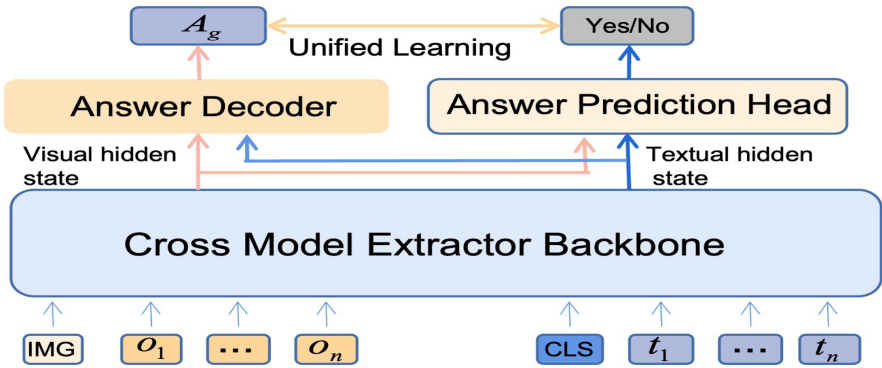 A_g
Yes/No
Unified Learning
Answer Decoder
Answer Prediction Head
Visual hidden
state
Textual hidden
state
Cross Model Extractor Backbone
IMG o_1 ... o_n CLS t_1 ... t_n